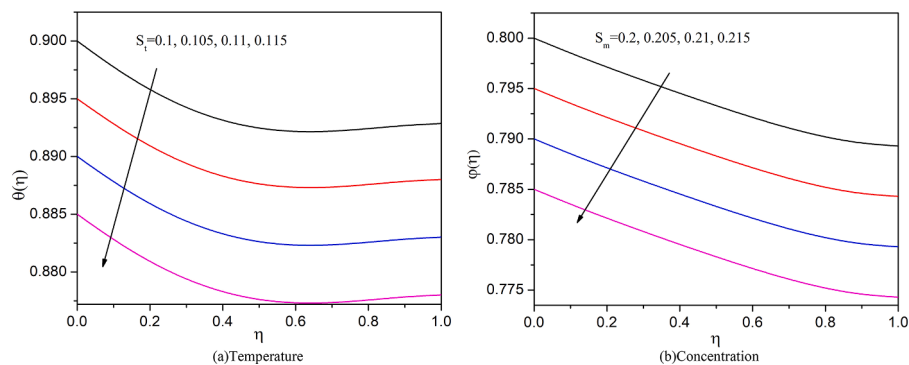 0.900
0.895
0.890
0.885
0.880
θ(η)
S_t=0.1, 0.105, 0.11, 0.115
0.0 0.2 0.4 0.6 0.8 1.0
η
(a)Temperature
0.800
0.795
0.790
0.785
0.780
0.775
φ(η)
S_m=0.2, 0.205, 0.21, 0.215
0.0 0.2 0.4 0.6 0.8 1.0
η
(b)Concentration